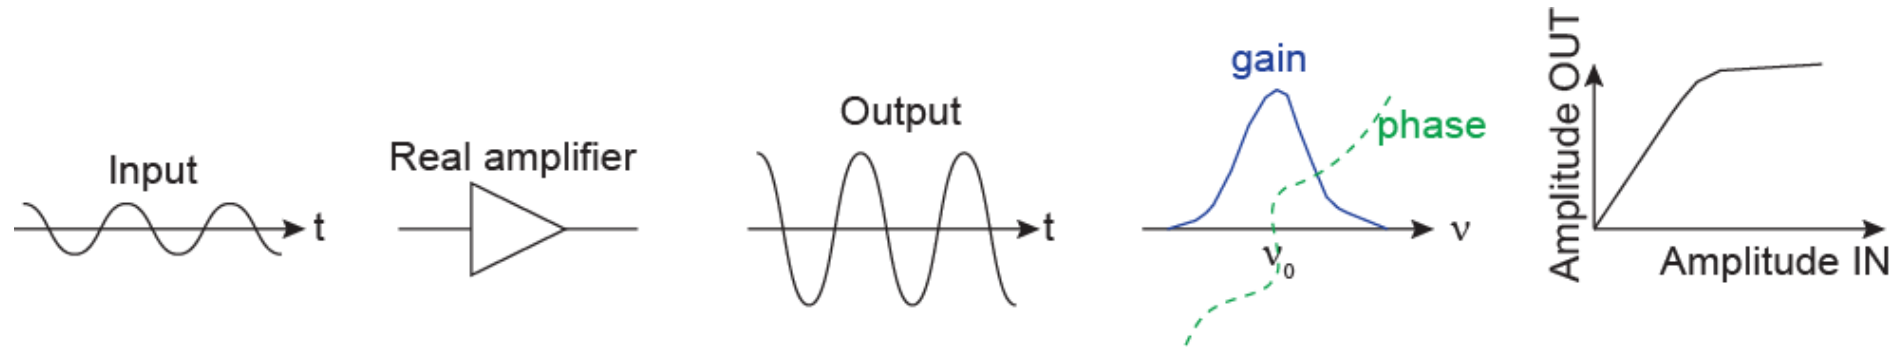 Input
t
Real amplifier
Output
t
gain
phase
ν
ν₀
Amplitude OUT
Amplitude IN